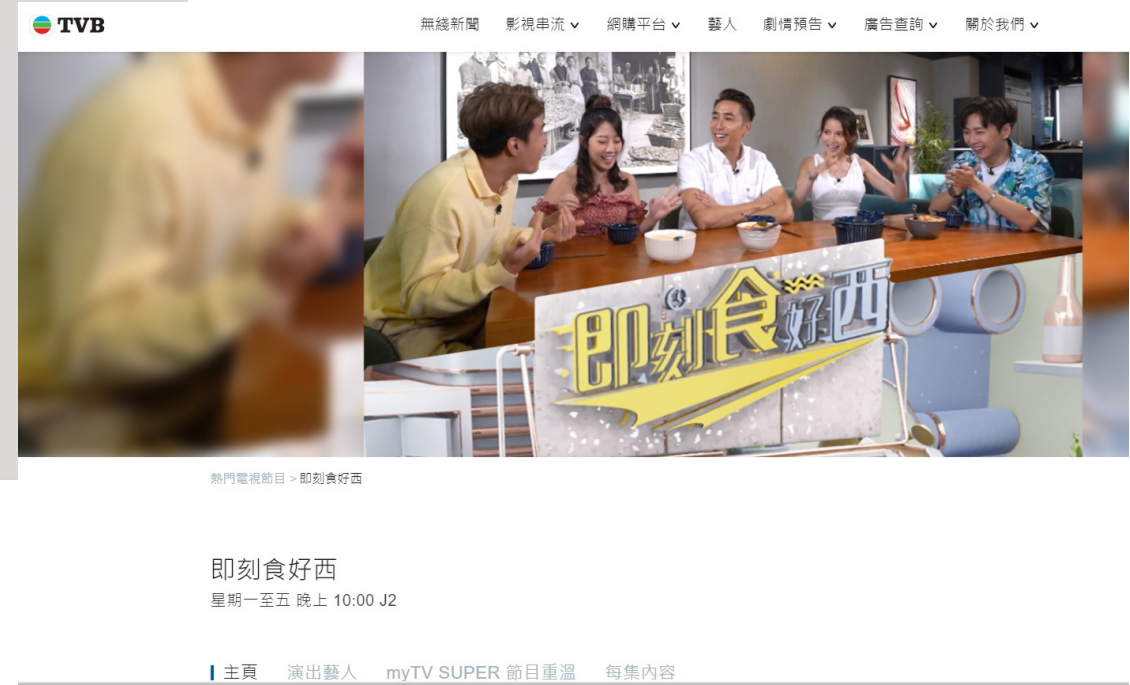 TVB 無綫新聞 影視串流 網購平台 藝人 劇情預告 廣告查詢 關於我們
即刻食好西
熱門電視節目 > 即刻食好西
即刻食好西
星期一至五 晚上 10:00 J2
主頁 演出藝人 myTV SUPER 節目重溫 每集內容